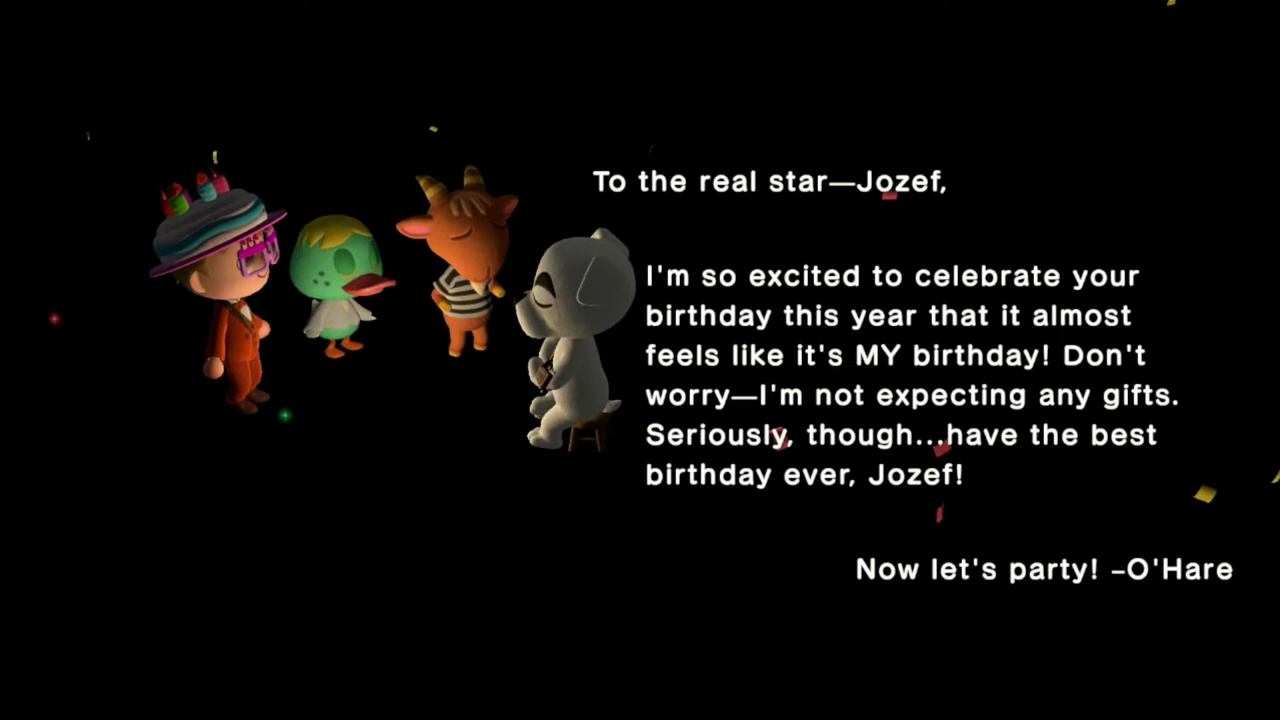 To the real star—Jozef,
I'm so excited to celebrate your
birthday this year that it almost
feels like it's MY birthday! Don't
worry—I'm not expecting any gifts.
Seriously, though...have the best
birthday ever, Jozef!
Now let's party! –O'Hare